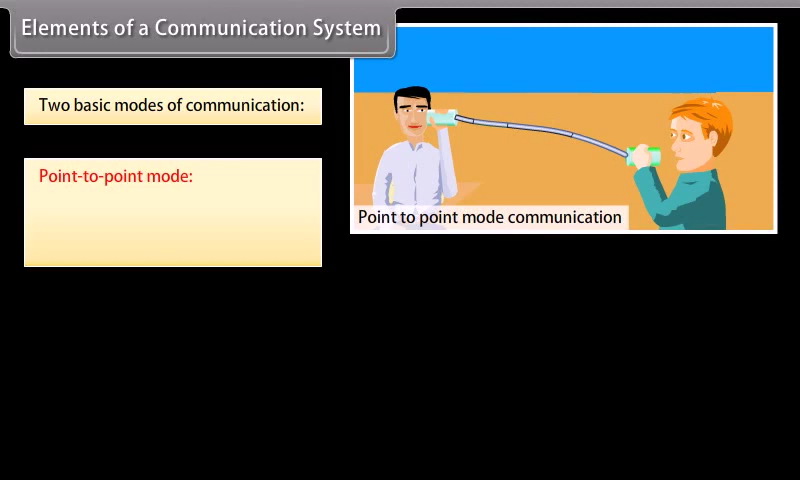 Elements of a Communication System
Two basic modes of communication:
Point-to-point mode:
Point to point mode communication